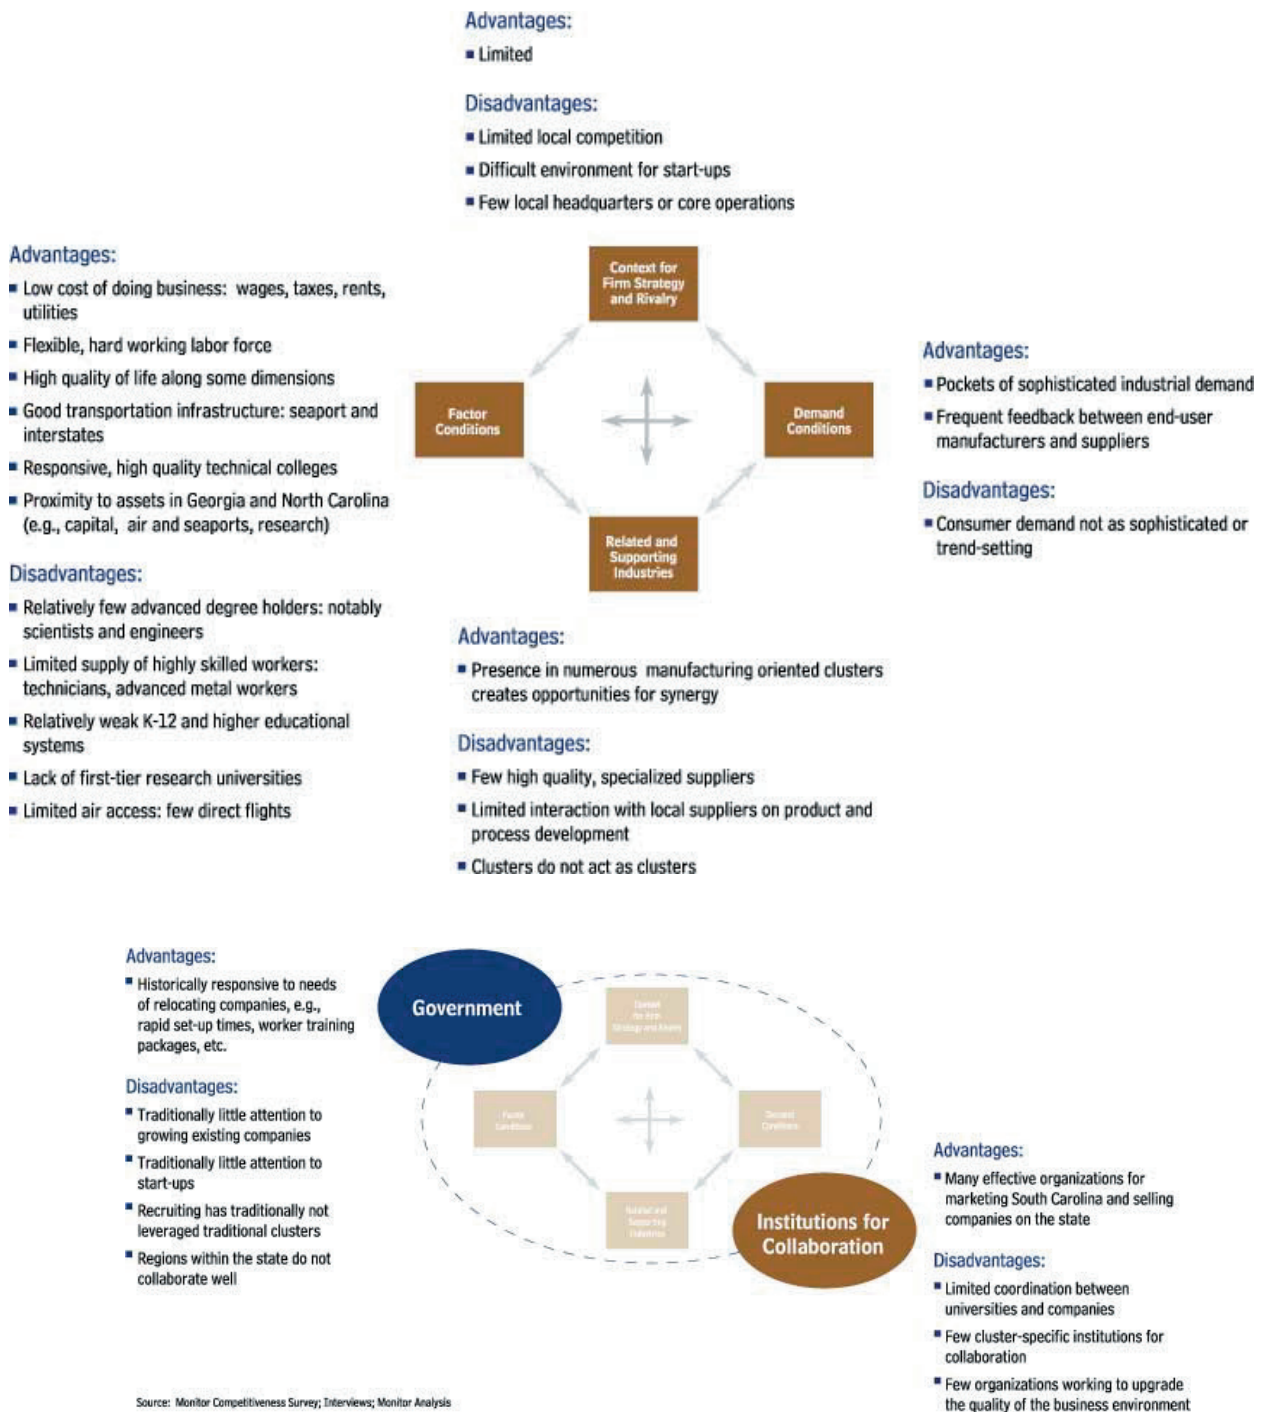 Advantages:
▪ Limited
Disadvantages:
▪ Limited local competition
▪ Difficult environment for start-ups
▪ Few local headquarters or core operations
Context for
Firm Strategy
and Rivalry
Advantages:
▪ Low cost of doing business: wages, taxes, rents,
utilities
▪ Flexible, hard working labor force
▪ High quality of life along some dimensions
▪ Good transportation infrastructure: seaport and
interstates
▪ Responsive, high quality technical colleges
▪ Proximity to assets in Georgia and North Carolina
(e.g., capital, air and seaports, research)
Disadvantages:
▪ Relatively few advanced degree holders: notably
scientists and engineers
▪ Limited supply of highly skilled workers:
technicians, advanced metal workers
▪ Relatively weak K-12 and higher educational
systems
▪ Lack of first-tier research universities
▪ Limited air access: few direct flights
Factor
Conditions
Demand
Conditions
Advantages:
▪ Pockets of sophisticated industrial demand
▪ Frequent feedback between end-user
manufacturers and suppliers
Disadvantages:
▪ Consumer demand not as sophisticated or
trend-setting
Related and
Supporting
Industries
Advantages:
▪ Presence in numerous manufacturing oriented clusters
creates opportunities for synergy
Disadvantages:
▪ Few high quality, specialized suppliers
▪ Limited interaction with local suppliers on product and
process development
▪ Clusters do not act as clusters
Advantages:
▪ Historically responsive to needs
of relocating companies, e.g.,
rapid set-up times, worker training
packages, etc.
Disadvantages:
▪ Traditionally little attention to
growing existing companies
▪ Traditionally little attention to
start-ups
▪ Recruiting has traditionally not
leveraged traditional clusters
▪ Regions within the state do not
collaborate well
Government
Context
for Firm
Strategy and Rivalry
Factor
Conditions
Demand
Conditions
Related and
Supporting
Industries
Institutions for
Collaboration
Advantages:
▪ Many effective organizations for
marketing South Carolina and selling
companies on the state
Disadvantages:
▪ Limited coordination between
universities and companies
▪ Few cluster-specific institutions for
collaboration
▪ Few organizations working to upgrade
the quality of the business environment
Source: Monitor Competitiveness Survey; Interviews; Monitor Analysis